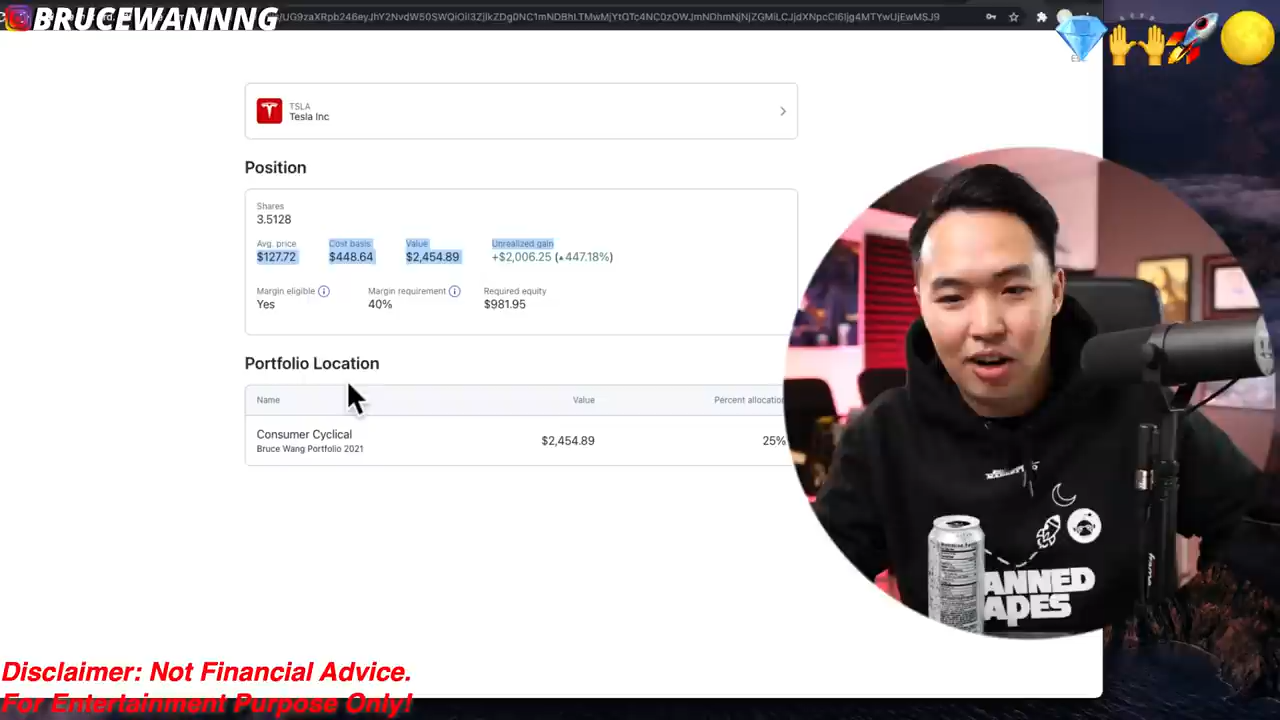 BRUCEWANNNG
TSLA
Tesla Inc
Position
Shares
3.5128
Avg. price Cost basis Value Unrealized gain
$127.72 $448.64 $2,454.89 +$2,006.25 (▲447.18%)
Margin eligible Margin requirement Required equity
Yes 40% $981.95
Portfolio Location
Name Value Percent allocation
Consumer Cyclical
Bruce Wang Portfolio 2021
$2,454.89 25%
ANNED
APES
Disclaimer: Not Financial Advice.
For Entertainment Purpose Only!